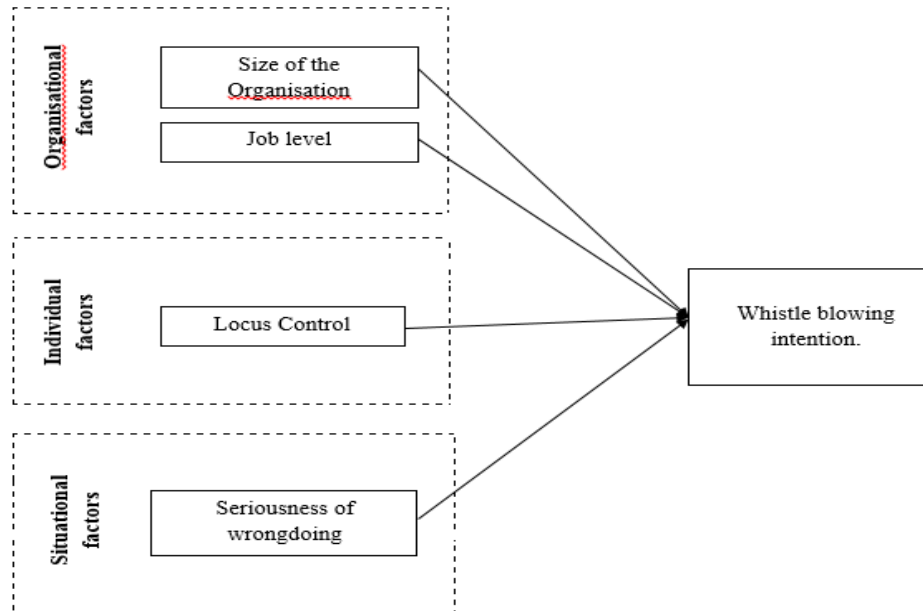 Organisational
factors
Size of the
Organisation
Job level
Individual
factors
Locus Control
Whistle blowing
intention.
Situational
factors
Seriousness of
wrongdoing